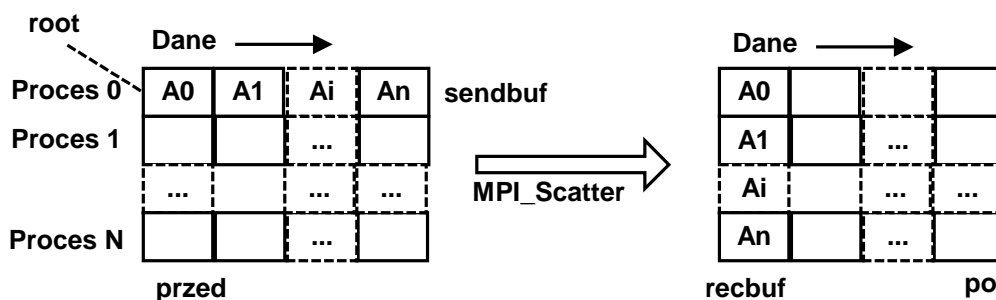 root
Dane
Dane
Proces 0 A0 A1 Ai An sendbuf
A0
Proces 1 ...
A1 ...
... ... ...
MPI_Scatter
Ai ... ...
Proces N ...
An ...
przed
recbuf po